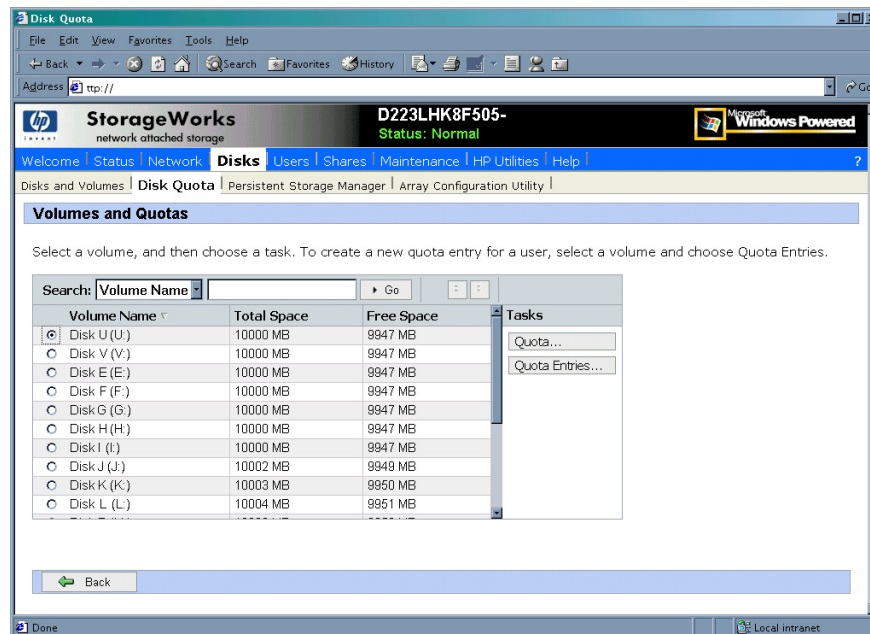 Disk Quota
File Edit View Favorites Tools Help
Back Search Favorites History
Address ttp:// Go
hp invent StorageWorks network attached storage
D223LHK8F505-
Status: Normal
Microsoft Windows Powered
Welcome Status Network Disks Users Shares Maintenance HP Utilities Help ?
Disks and Volumes Disk Quota Persistent Storage Manager Array Configuration Utility
Volumes and Quotas
Select a volume, and then choose a task. To create a new quota entry for a user, select a volume and choose Quota Entries.
Search: Volume Name Go
Volume Name Total Space Free Space Tasks
Disk U (U:) 10000 MB 9947 MB Quota...
Disk V (V:) 10000 MB 9947 MB
Disk E (E:) 10000 MB 9947 MB Quota Entries...
Disk F (F:) 10000 MB 9947 MB
Disk G (G:) 10000 MB 9947 MB
Disk H (H:) 10000 MB 9947 MB
Disk I (I:) 10000 MB 9947 MB
Disk J (J:) 10002 MB 9949 MB
Disk K (K:) 10003 MB 9950 MB
Disk L (L:) 10004 MB 9951 MB
Back
Done Local intranet